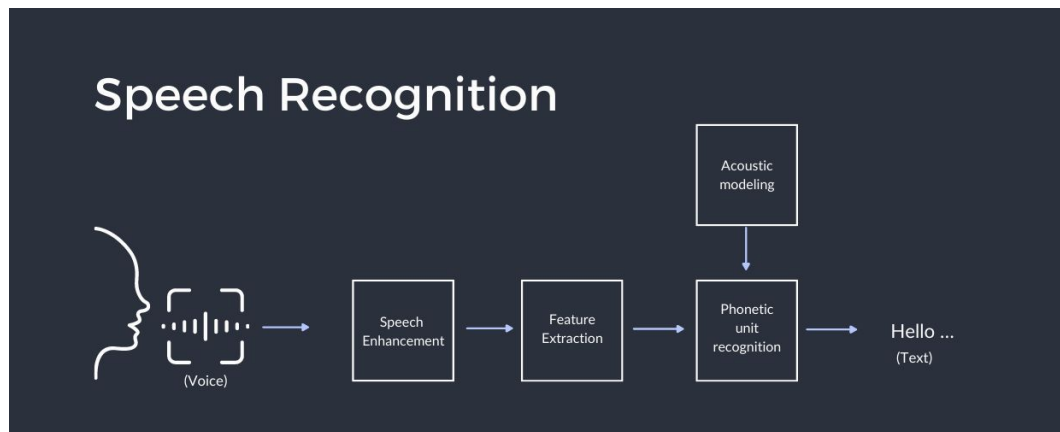 Speech Recognition
Acoustic
modeling
(Voice)
Speech
Enhancement
Feature
Extraction
Phonetic
unit
recognition
Hello ...
(Text)